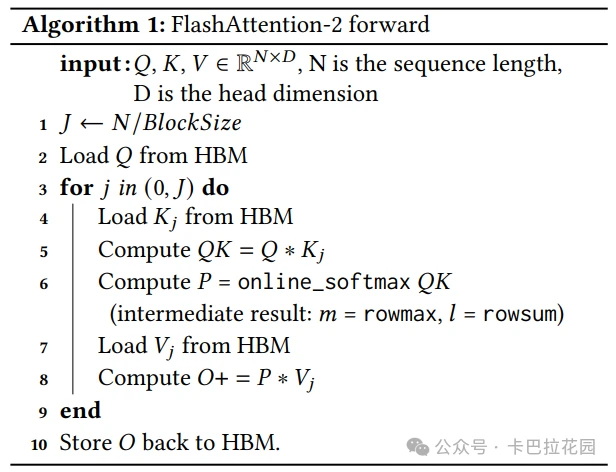 Algorithm 1: FlashAttention-2 forward
input: Q, K, V ∈ ℝ^{N×D}, N is the sequence length,
D is the head dimension
1 J ← N/BlockSize
2 Load Q from HBM
3 for j in (0, J) do
4 Load K_j from HBM
5 Compute QK = Q * K_j
6 Compute P = online_softmax QK
(intermediate result: m = rowmax, l = rowsum)
7 Load V_j from HBM
8 Compute O+ = P * V_j
9 end
10 Store O back to HBM.
公众号 · 卡巴拉花园